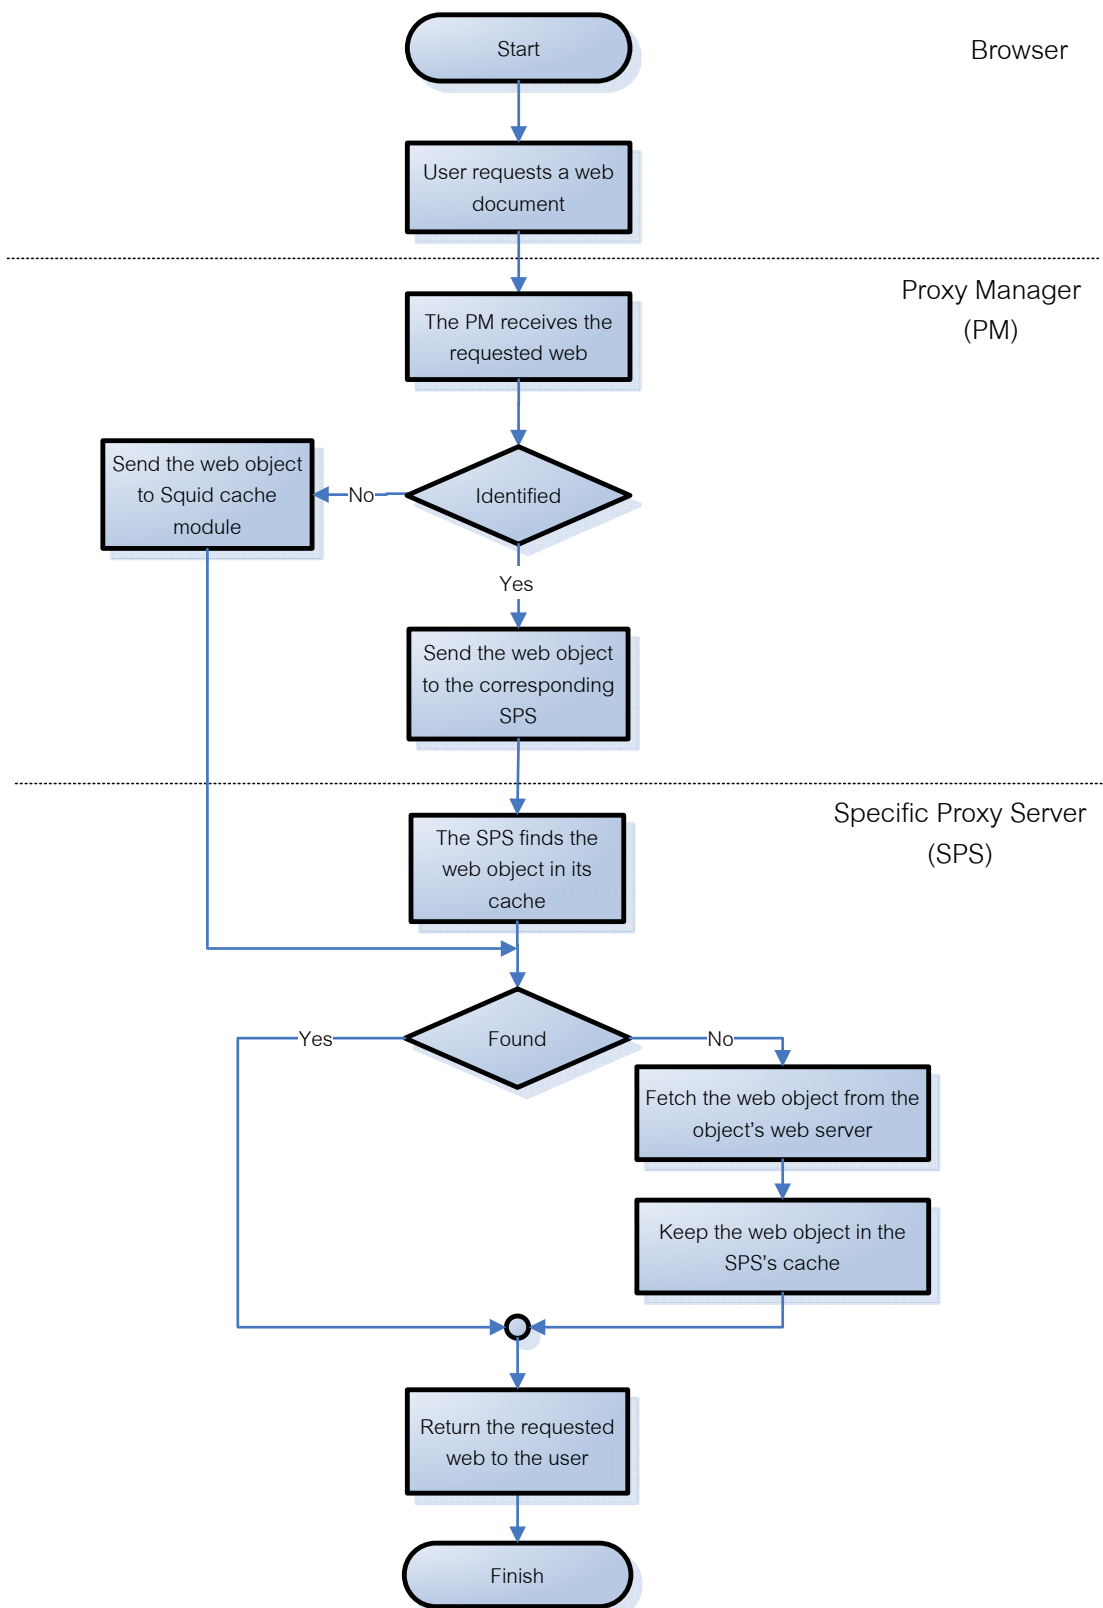 Start
Browser
User requests a web
document
Proxy Manager
(PM)
The PM receives the
requested web
Send the web object
to Squid cache
module
No
Identified
Yes
Send the web object
to the corresponding
SPS
Specific Proxy Server
(SPS)
The SPS finds the
web object in its
cache
Yes
Found
No
Fetch the web object from the
object's web server
Keep the web object in the
SPS's cache
Return the requested
web to the user
Finish